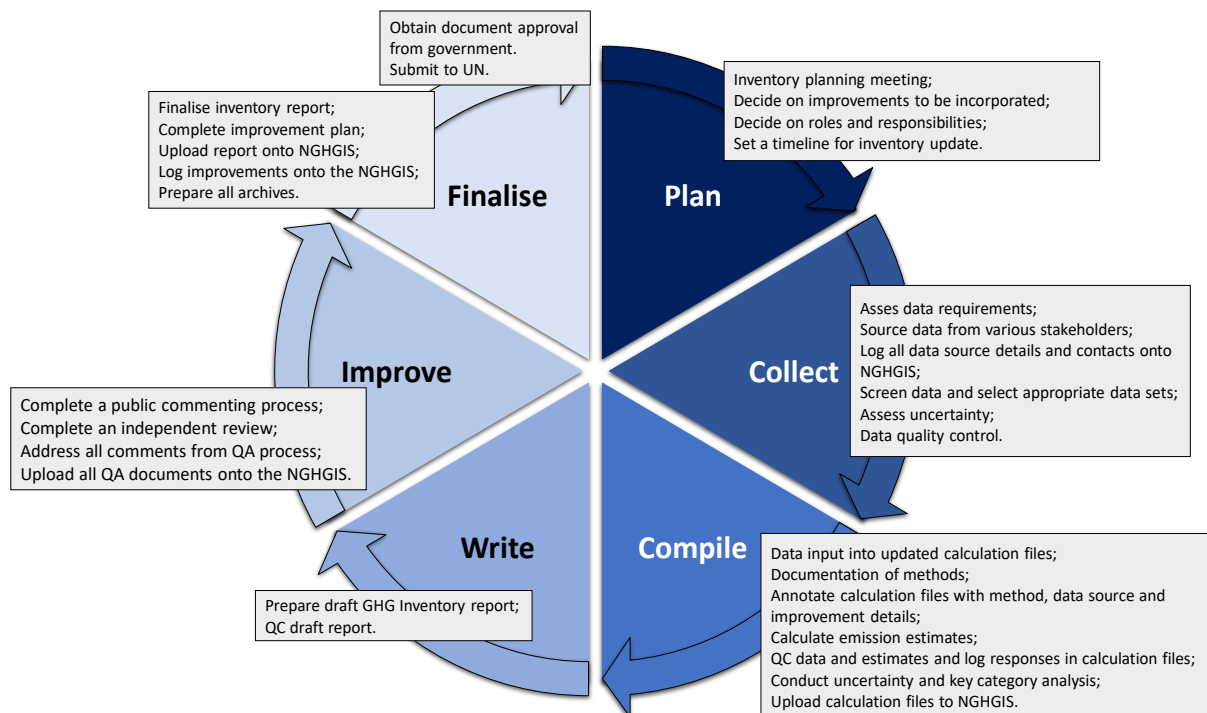 Obtain document approval
from government.
Submit to UN.
Inventory planning meeting;
Decide on improvements to be incorporated;
Decide on roles and responsibilities;
Set a timeline for inventory update.
Finalise inventory report;
Complete improvement plan;
Upload report onto NGHGIS;
Log improvements onto the NGHGIS;
Prepare all archives.
Finalise
Plan
Asses data requirements;
Source data from various stakeholders;
Log all data source details and contacts onto
NGHGIS;
Screen data and select appropriate data sets;
Assess uncertainty;
Data quality control.
Improve
Collect
Complete a public commenting process;
Complete an independent review;
Address all comments from QA process;
Upload all QA documents onto the NGHGIS.
Write
Compile
Data input into updated calculation files;
Documentation of methods;
Annotate calculation files with method, data source and
improvement details;
Calculate emission estimates;
QC data and estimates and log responses in calculation files;
Conduct uncertainty and key category analysis;
Upload calculation files to NGHGIS.
Prepare draft GHG Inventory report;
QC draft report.